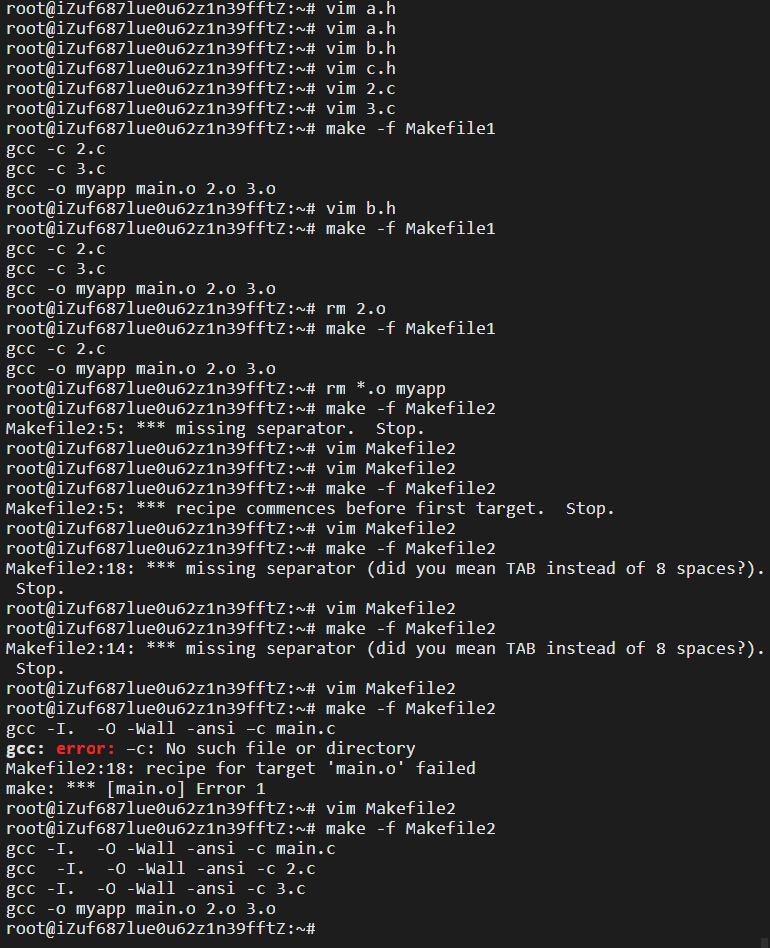 root@iZuf687lue0u62z1n39fftZ:~# vim a.h
root@iZuf687lue0u62z1n39fftZ:~# vim a.h
root@iZuf687lue0u62z1n39fftZ:~# vim b.h
root@iZuf687lue0u62z1n39fftZ:~# vim c.h
root@iZuf687lue0u62z1n39fftZ:~# vim 2.c
root@iZuf687lue0u62z1n39fftZ:~# vim 3.c
root@iZuf687lue0u62z1n39fftZ:~# make -f Makefile1
gcc -c 2.c
gcc -c 3.c
gcc -o myapp main.o 2.o 3.o
root@iZuf687lue0u62z1n39fftZ:~# vim b.h
root@iZuf687lue0u62z1n39fftZ:~# make -f Makefile1
gcc -c 2.c
gcc -c 3.c
gcc -o myapp main.o 2.o 3.o
root@iZuf687lue0u62z1n39fftZ:~# rm 2.o
root@iZuf687lue0u62z1n39fftZ:~# make -f Makefile1
gcc -c 2.c
gcc -o myapp main.o 2.o 3.o
root@iZuf687lue0u62z1n39fftZ:~# rm *.o myapp
root@iZuf687lue0u62z1n39fftZ:~# make -f Makefile2
Makefile2:5: *** missing separator.  Stop.
root@iZuf687lue0u62z1n39fftZ:~# vim Makefile2
root@iZuf687lue0u62z1n39fftZ:~# vim Makefile2
root@iZuf687lue0u62z1n39fftZ:~# make -f Makefile2
Makefile2:5: *** recipe commences before first target.  Stop.
root@iZuf687lue0u62z1n39fftZ:~# vim Makefile2
root@iZuf687lue0u62z1n39fftZ:~# make -f Makefile2
Makefile2:18: *** missing separator (did you mean TAB instead of 8 spaces?).
 Stop.
root@iZuf687lue0u62z1n39fftZ:~# vim Makefile2
root@iZuf687lue0u62z1n39fftZ:~# make -f Makefile2
Makefile2:14: *** missing separator (did you mean TAB instead of 8 spaces?).
 Stop.
root@iZuf687lue0u62z1n39fftZ:~# vim Makefile2
root@iZuf687lue0u62z1n39fftZ:~# make -f Makefile2
gcc -I.  -O -Wall -ansi –c main.c
gcc: error: –c: No such file or directory
Makefile2:18: recipe for target 'main.o' failed
make: *** [main.o] Error 1
root@iZuf687lue0u62z1n39fftZ:~# vim Makefile2
root@iZuf687lue0u62z1n39fftZ:~# make -f Makefile2
gcc -I.  -O -Wall -ansi -c main.c
gcc  -I.  -O -Wall -ansi -c 2.c
gcc -I.  -O -Wall -ansi -c 3.c
gcc -o myapp main.o 2.o 3.o
root@iZuf687lue0u62z1n39fftZ:~#